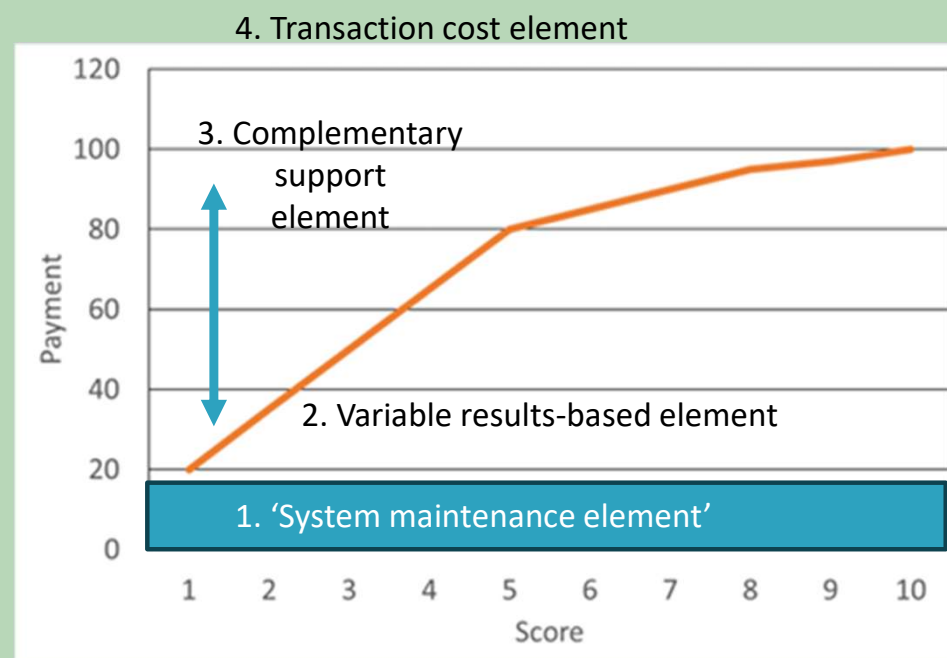 4. Transaction cost element
120
100
80
60
40
20
0
Payment
3. Complementary
support
element
2. Variable results-based element
1. ‘System maintenance element’
1 2 3 4 5 6 7 8 9 10
Score